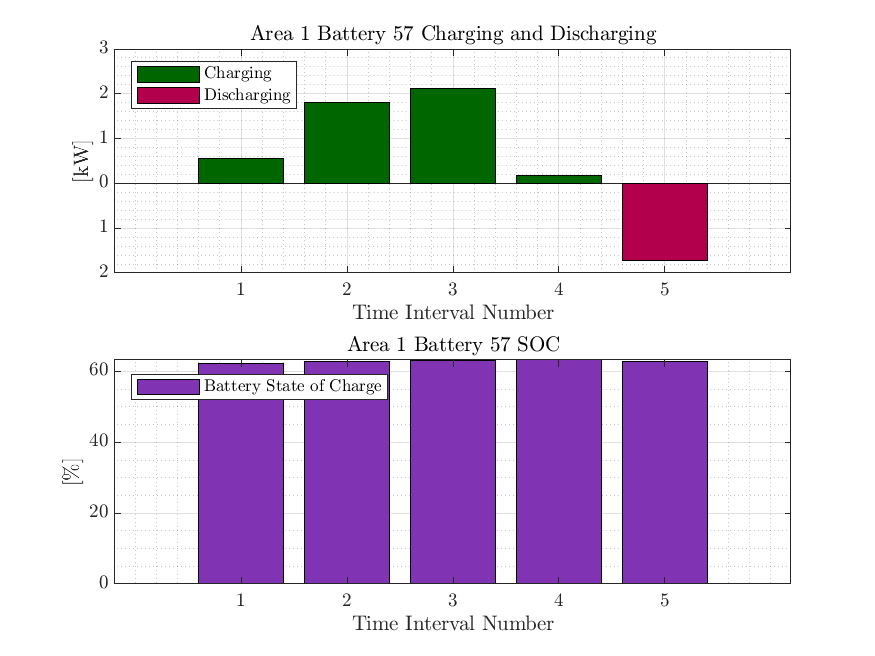 Area 1 Battery 57 Charging and Discharging
3
2
1
0
1
2
[kW]
Charging
Discharging
1 2 3 4 5
Time Interval Number
Area 1 Battery 57 SOC
60
40
20
0
[%]
Battery State of Charge
1 2 3 4 5
Time Interval Number